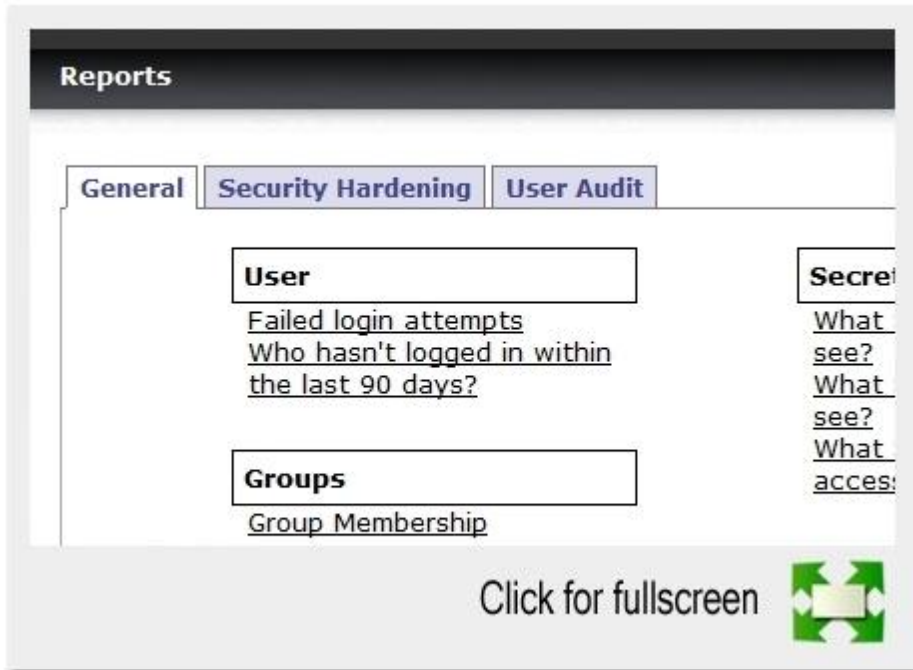 Reports
General Security Hardening User Audit
User
Failed login attempts
Who hasn't logged in within
the last 90 days?
Groups
Group Membership
What
see?
What
see?
What
Click for fullscreen